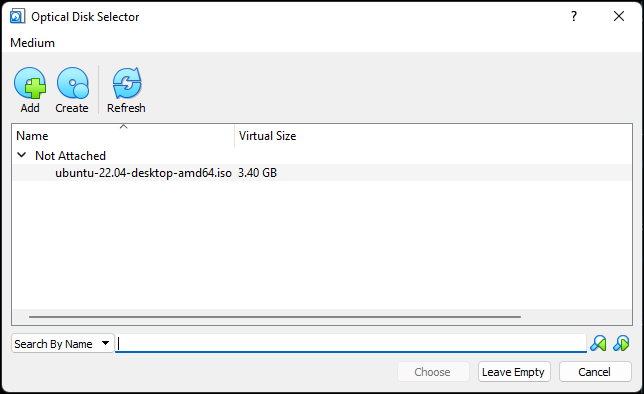 Optical Disk Selector
?
Medium
Add Create Refresh
Name Virtual Size
Not Attached
ubuntu-22.04-desktop-amd64.iso 3.40 GB
Search By Name
Choose Leave Empty Cancel